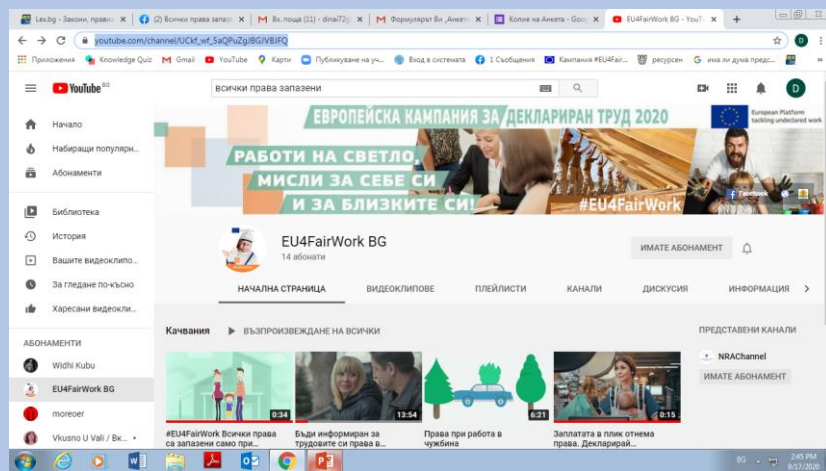 Lex.bg - Закони, прави
(2) Всички права запазе
Вх. поща (11) - dinai72@
Формулярът Ви „Анкета
Копие на Анкета - Goog
EU4FairWork BG - YouT
youtube.com/channel/UCkf_wf_5aQPuZgJBGJVBJFQ
D
Приложения
Knowledge Quiz
Gmail
YouTube
Карти
Публикуване на уч...
Вход в системата
1 Съобщения
Кампания #EU4Fair...
ресурсен
има ли дума предс...
YouTube BG
всички права запазени
D
Начало
Набиращи популярн...
Абонаменти
Библиотека
История
Вашите видеоклипо...
За гледане по-късно
Харесани видеокли...
АБОНАМЕНТИ
Widhi Kubu
EU4FairWork BG
moreoer
Vkusno U Vali / Вк...
ЕВРОПЕЙСКА КАМПАНИЯ ЗА ДЕКЛАРИРАН ТРУД 2020
РАБОТИ НА СВЕТЛО,
МИСЛИ ЗА СЕБЕ СИ
И ЗА БЛИЗКИТЕ СИ!
#EU4FairWork
European Platform
tackling undeclared work
Facebook
EU4FairWork BG
14 абонати
ИМАТЕ АБОНАМЕНТ
НАЧАЛНА СТРАНИЦА
ВИДЕОКЛИПОВЕ
ПЛЕЙЛИСТИ
КАНАЛИ
ДИСКУСИЯ
ИНФОРМАЦИЯ
Качвания
ВЪЗПРОИЗВЕЖДАНЕ НА ВСИЧКИ
0:34
13:54
6:21
0:15
#EU4FairWork Всички права
са запазени само при...
Бъди информиран за
трудовите си права в...
Права при работа в
чужбина
Заплатата в плик отнема
права. Декларирай...
ПРЕДСТАВЕНИ КАНАЛИ
NRAChannel
ИМАТЕ АБОНАМЕНТ
BG
2:45 PM
9/17/2020